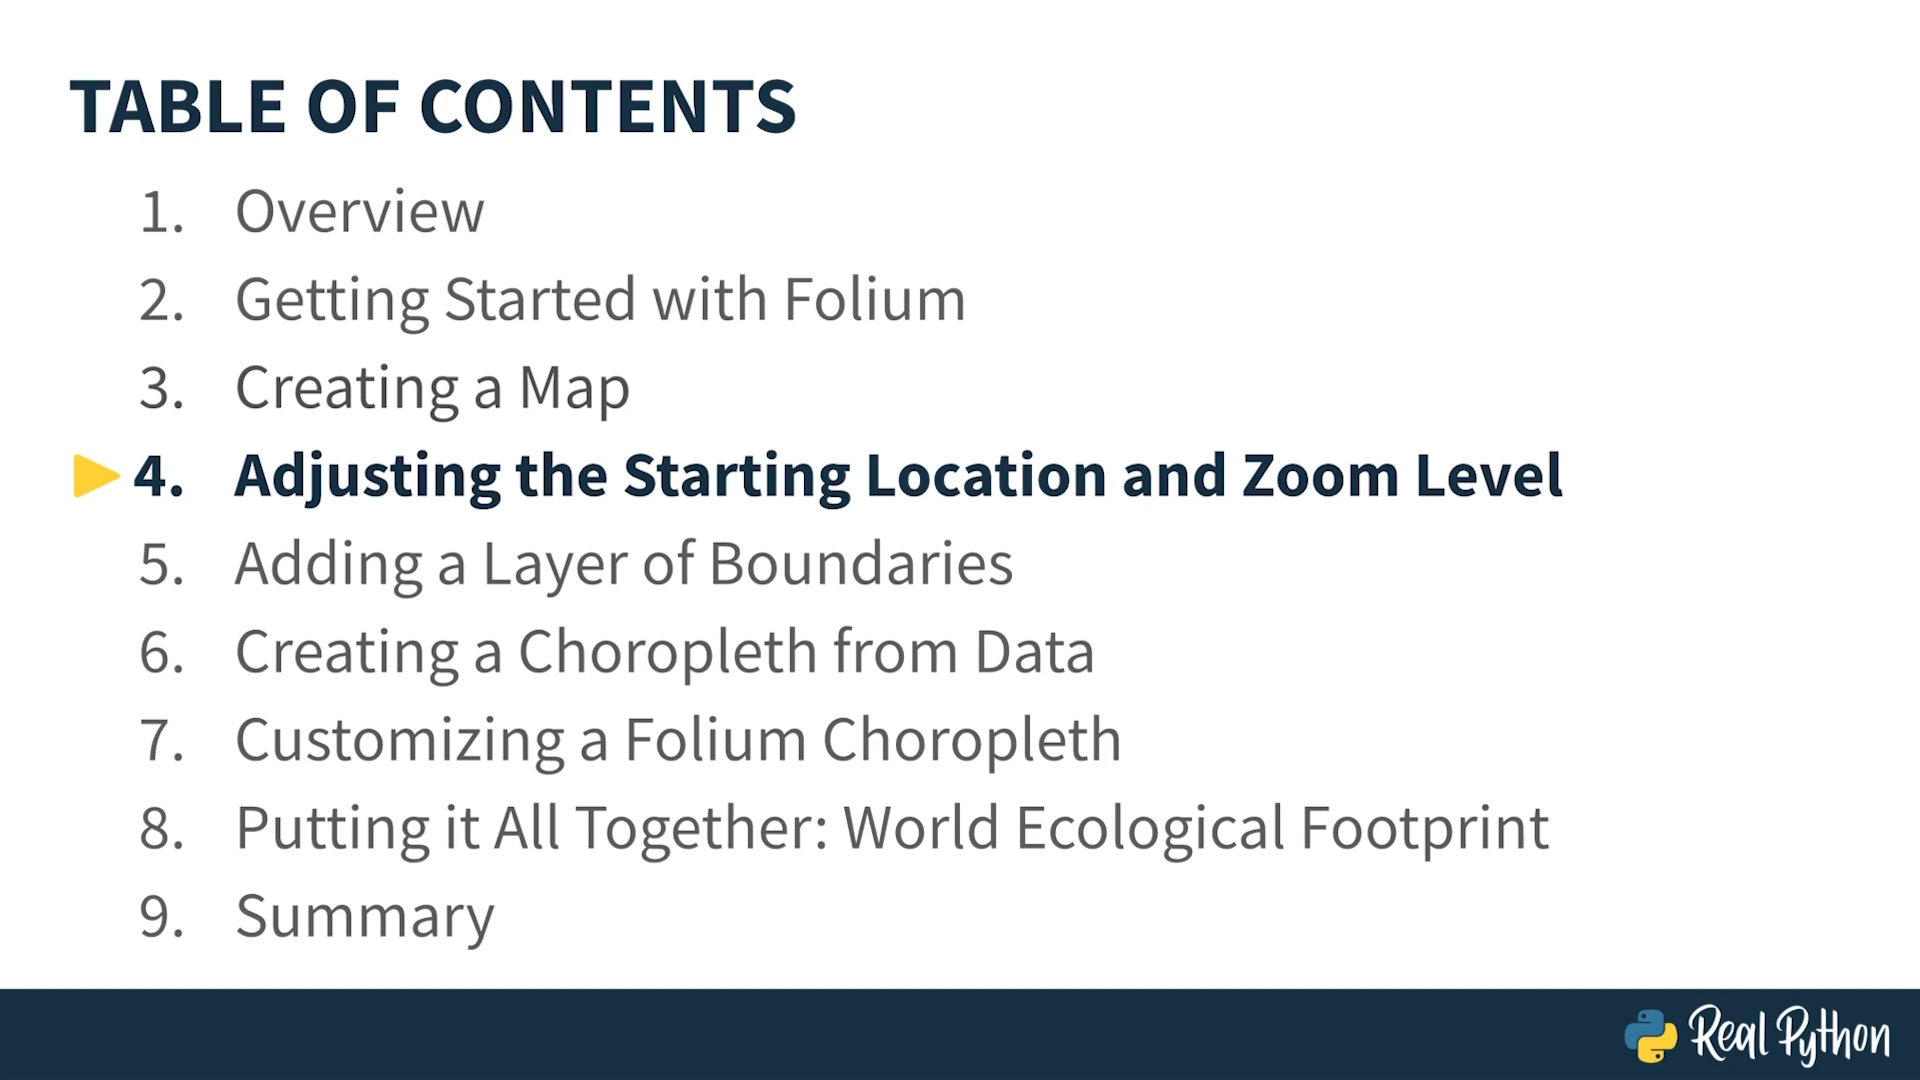 TABLE OF CONTENTS
1. Overview
2. Getting Started with Folium
3. Creating a Map
4. Adjusting the Starting Location and Zoom Level
5. Adding a Layer of Boundaries
6. Creating a Choropleth from Data
7. Customizing a Folium Choropleth
8. Putting it All Together: World Ecological Footprint
9. Summary
Real Python